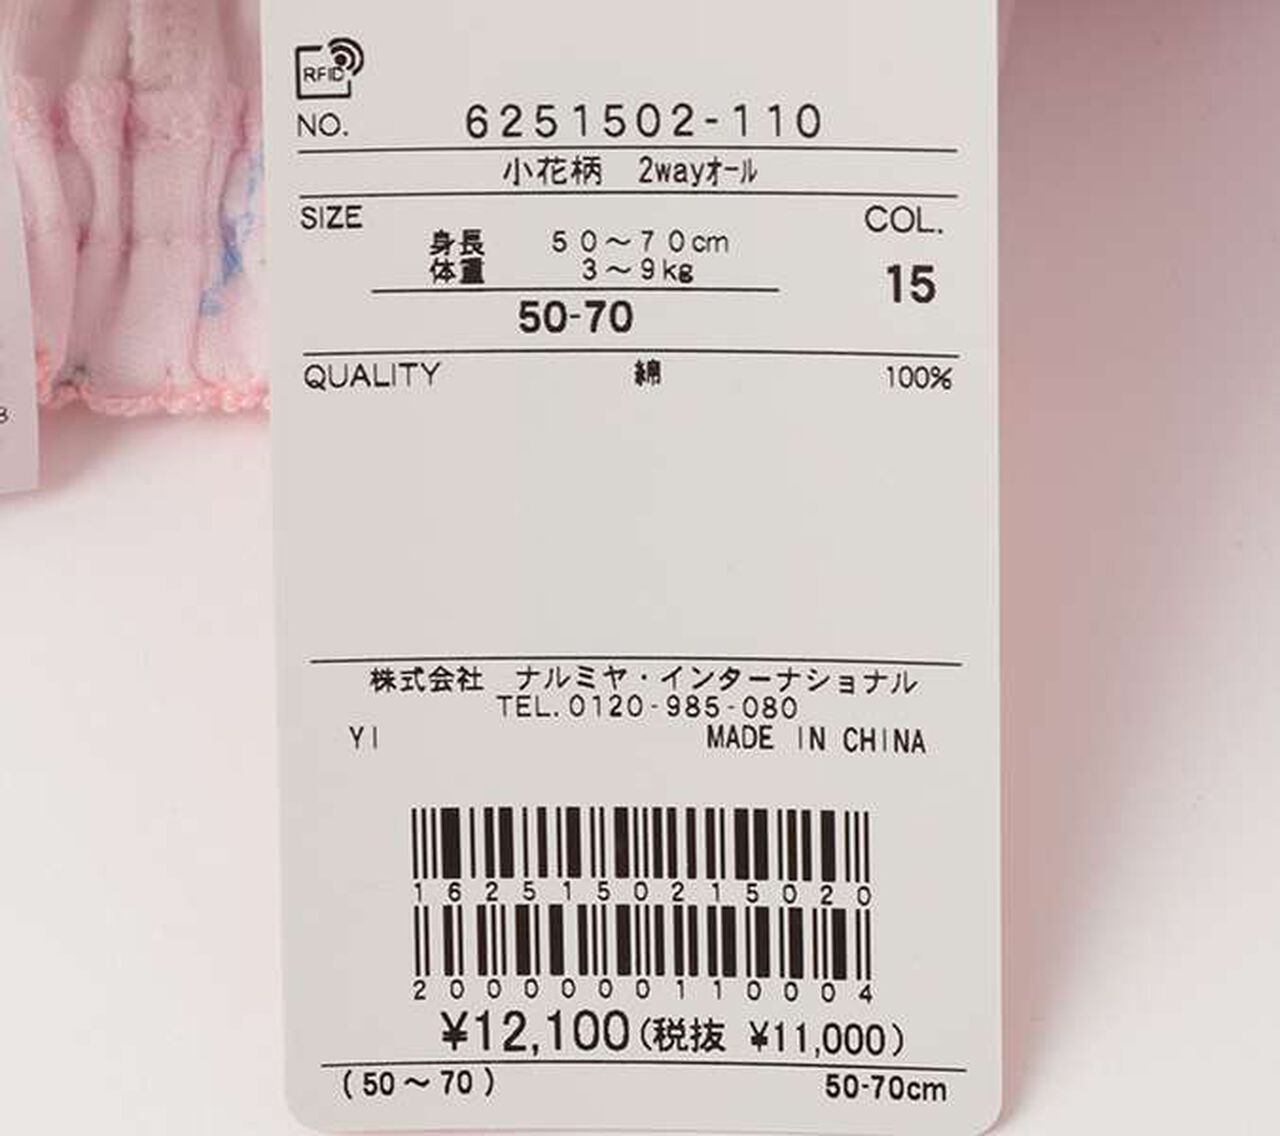 RFID
NO. 6251502-110
小花柄 2wayオール
SIZE COL.
身長 50〜70cm
体重 3〜9kg
15
50-70
QUALITY 綿 100%
株式会社 ナルミヤ・インターナショナル
TEL.0120-985-080
YI MADE IN CHINA
1625150215020
2000000110004
¥12,100(税抜 ¥11,000)
(50〜70) 50-70cm
8